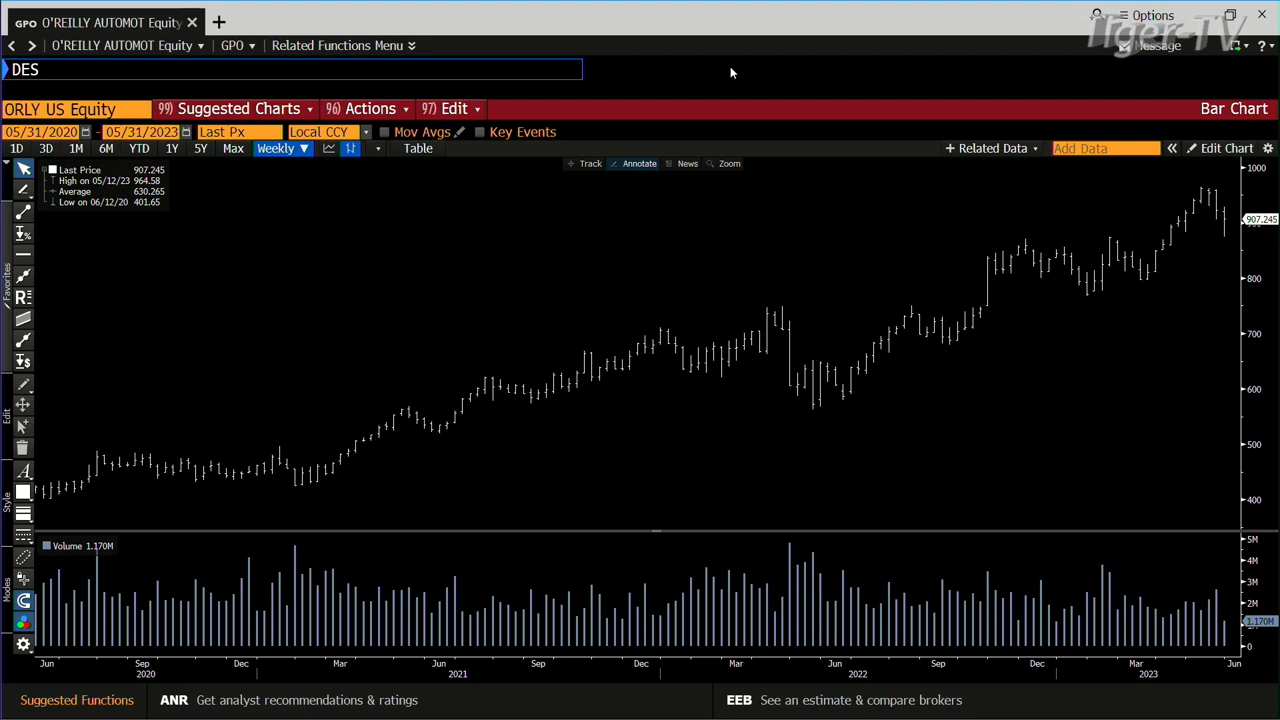 GPO O'REILLY AUTOMOT Equity
Options
Tiger-TV
O'REILLY AUTOMOT Equity GPO Related Functions Menu
Message
DES
ORLY US Equity 99) Suggested Charts 96) Actions 97) Edit Bar Chart
05/31/2020 - 05/31/2023 Last Px Local CCY Mov Avgs Key Events
1D 3D 1M 6M YTD 1Y 5Y Max Weekly Table + Related Data Add Data Edit Chart
Track Annotate News Zoom
Last Price 907.245
High on 05/12/23 964.58
Average 630.265
Low on 06/12/20 401.65
1000
907.245
800
700
600
500
400
Favorites
Edit
Style
Modes
Volume 1.170M
5M
4M
3M
2M
1.170M
0
Jun Sep Dec Mar Jun Sep Dec Mar Jun Sep Dec Mar Jun
2020 2021 2022 2023
Suggested Functions ANR Get analyst recommendations & ratings EEB See an estimate & compare brokers